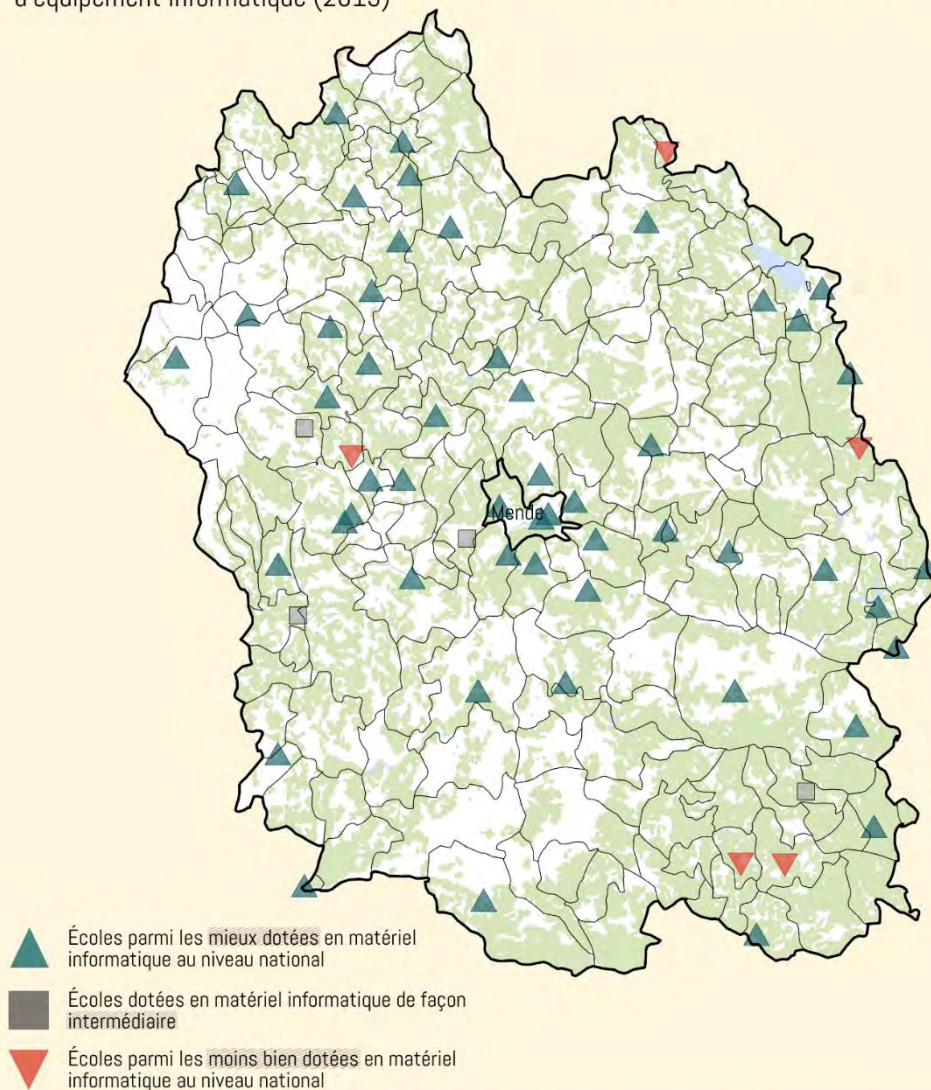 d'équipement informatique (2015)
Mende
Écoles parmi les mieux dotées en matériel
informatique au niveau national
Écoles dotées en matériel informatique de façon
intermédiaire
Écoles parmi les moins bien dotées en matériel
informatique au niveau national